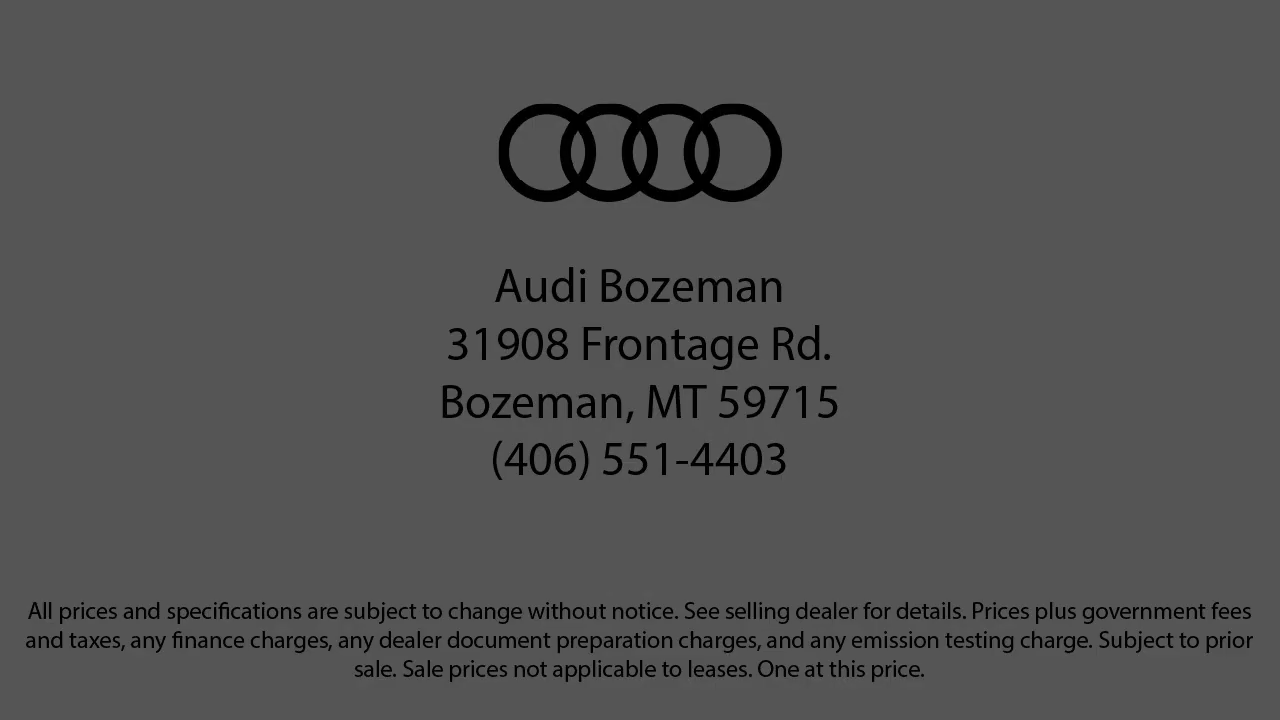 Audi Bozeman
31908 Frontage Rd.
Bozeman, MT 59715
(406) 551-4403
All prices and specifications are subject to change without notice. See selling dealer for details. Prices plus government fees
and taxes, any finance charges, any dealer document preparation charges, and any emission testing charge. Subject to prior
sale. Sale prices not applicable to leases. One at this price.